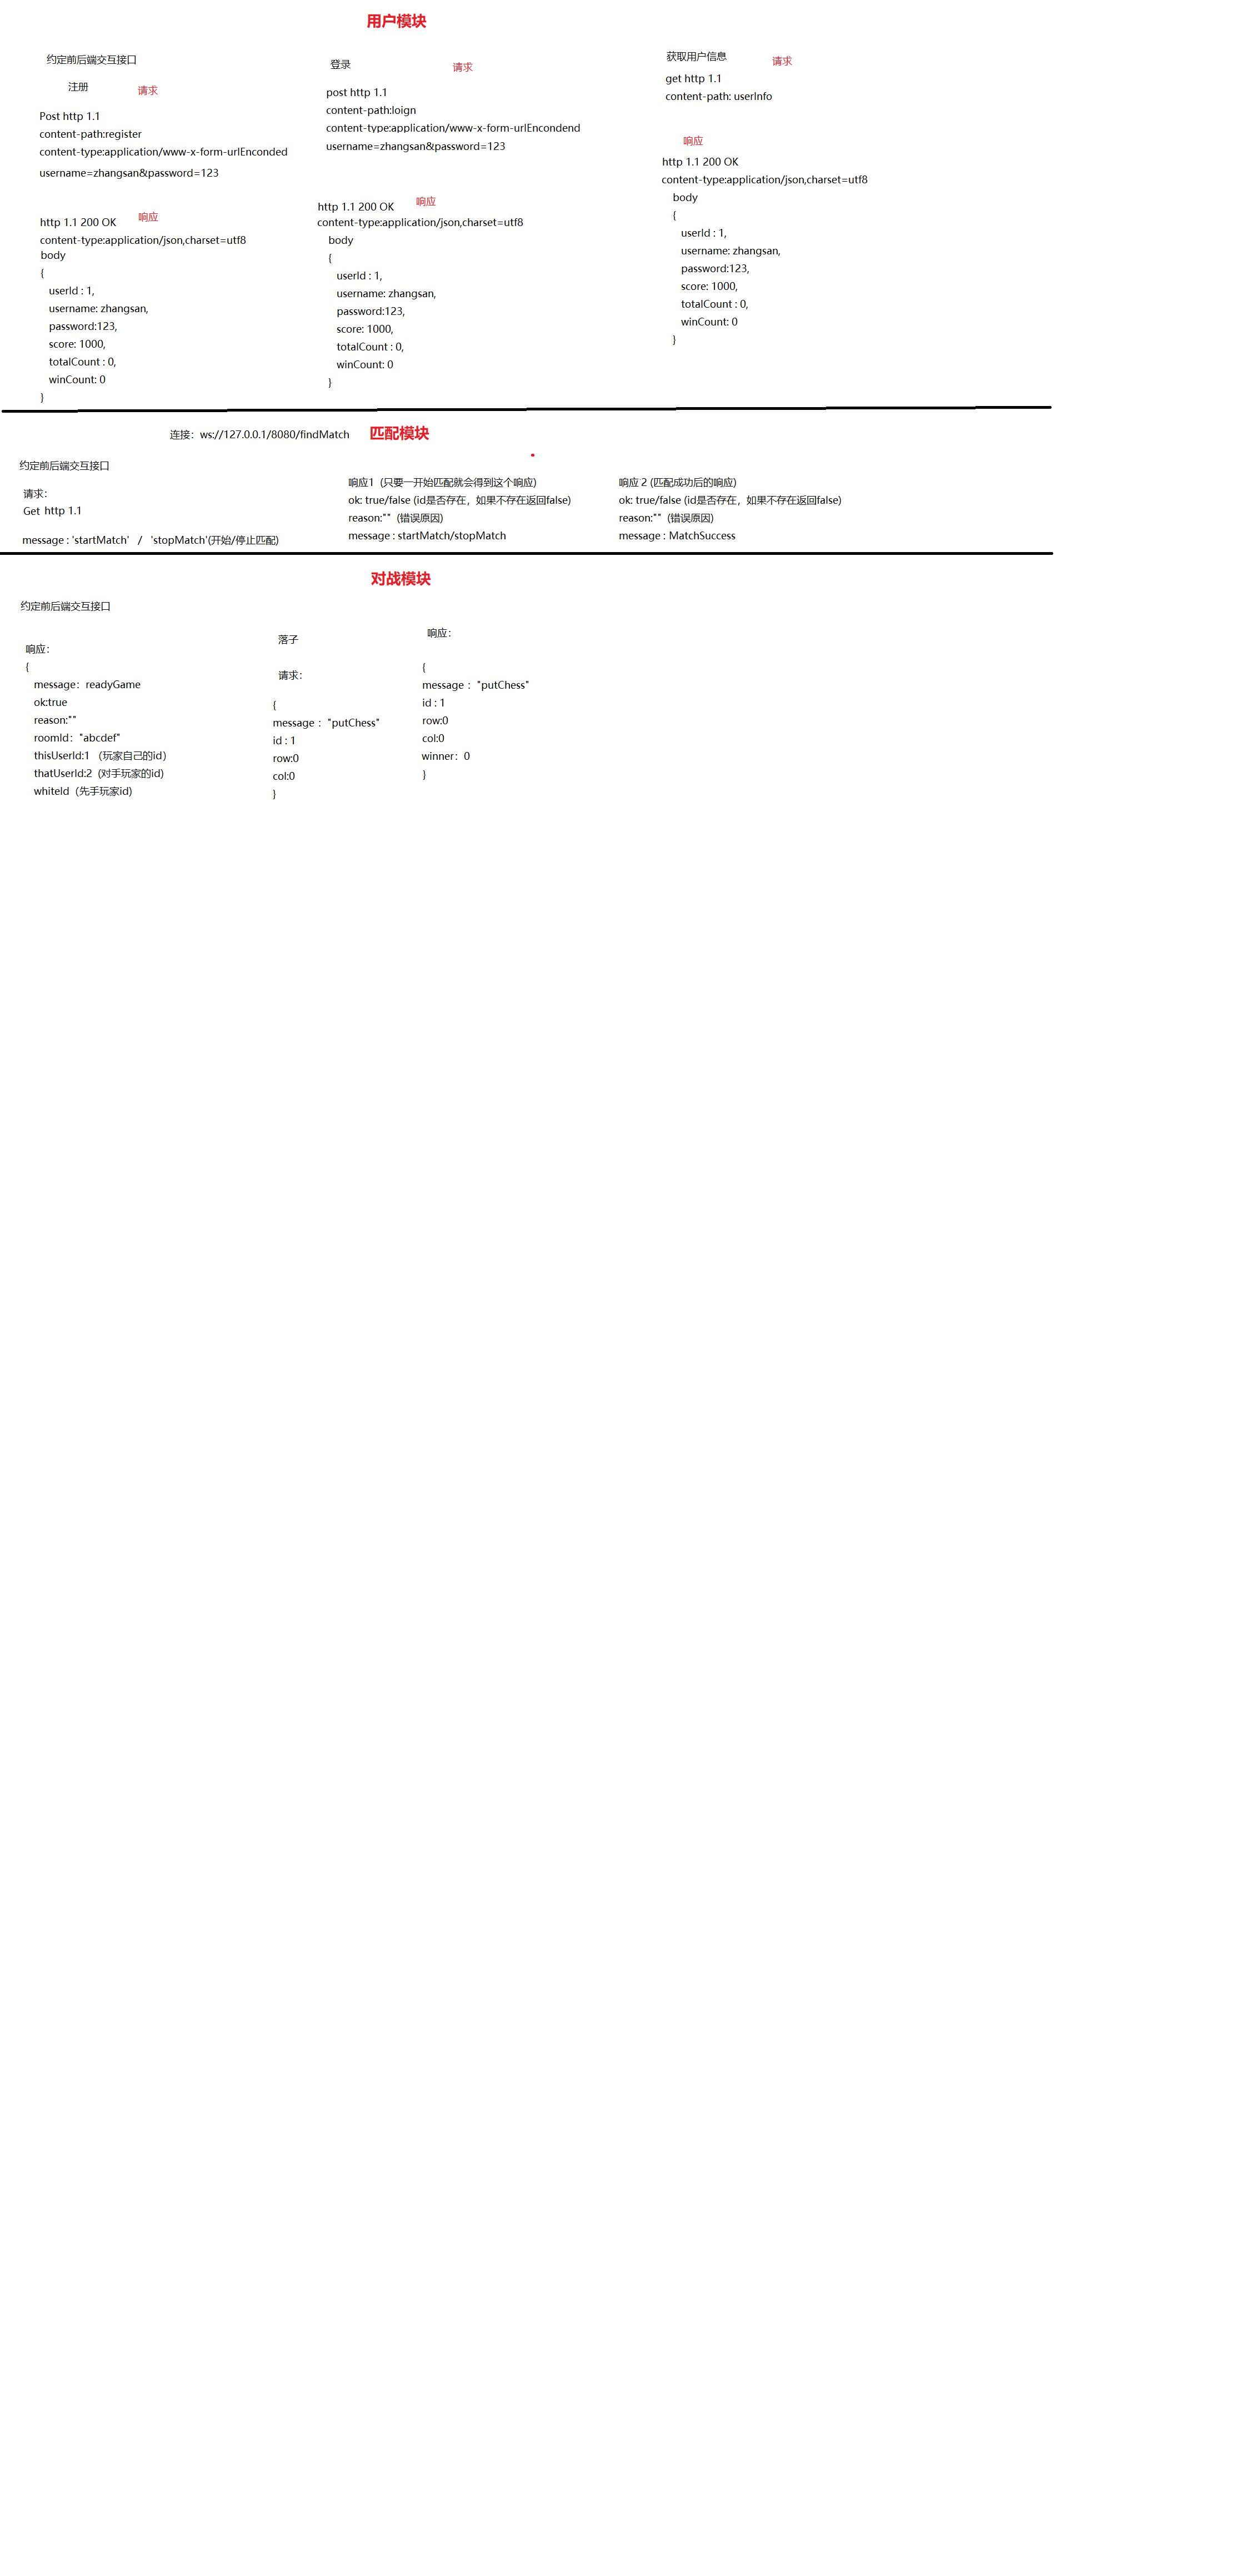 用户模块
约定前后端交互接口
注册
请求
Post http 1.1
content-path:register
content-type:application/www-x-form-urlEnconded
username=zhangsan&password=123
响应
http 1.1 200 OK
content-type:application/json,charset=utf8
body
{
userId : 1,
username: zhangsan,
password:123,
score: 1000,
totalCount : 0,
winCount: 0
}
登录
请求
post http 1.1
content-path:loign
content-type:application/www-x-form-urlEncondend
username=zhangsan&password=123
响应
http 1.1 200 OK
content-type:application/json,charset=utf8
body
{
userId : 1,
username: zhangsan,
password:123,
score: 1000,
totalCount : 0,
winCount: 0
}
获取用户信息
请求
get http 1.1
content-path: userInfo
响应
http 1.1 200 OK
content-type:application/json,charset=utf8
body
{
userId : 1,
username: zhangsan,
password:123,
score: 1000,
totalCount : 0,
winCount: 0
}
连接：ws://127.0.0.1/8080/findMatch
匹配模块
约定前后端交互接口
请求：
Get http 1.1
message : 'startMatch' / 'stopMatch'(开始/停止匹配)
响应1 (只要一开始匹配就会得到这个响应)
ok: true/false (id是否存在，如果不存在返回false)
reason:"" (错误原因)
message : startMatch/stopMatch
响应 2 (匹配成功后的响应)
ok: true/false (id是否存在，如果不存在返回false)
reason:"" (错误原因)
message : MatchSuccess
对战模块
约定前后端交互接口
响应：
{
message：readyGame
ok:true
reason:""
roomId："abcdef"
thisUserId:1 （玩家自己的id）
thatUserId:2 (对手玩家的id)
whiteId（先手玩家id)
落子
请求：
{
message： "putChess"
id : 1
row:0
col:0
}
响应：
{
message： "putChess"
id : 1
row:0
col:0
winner：0
}